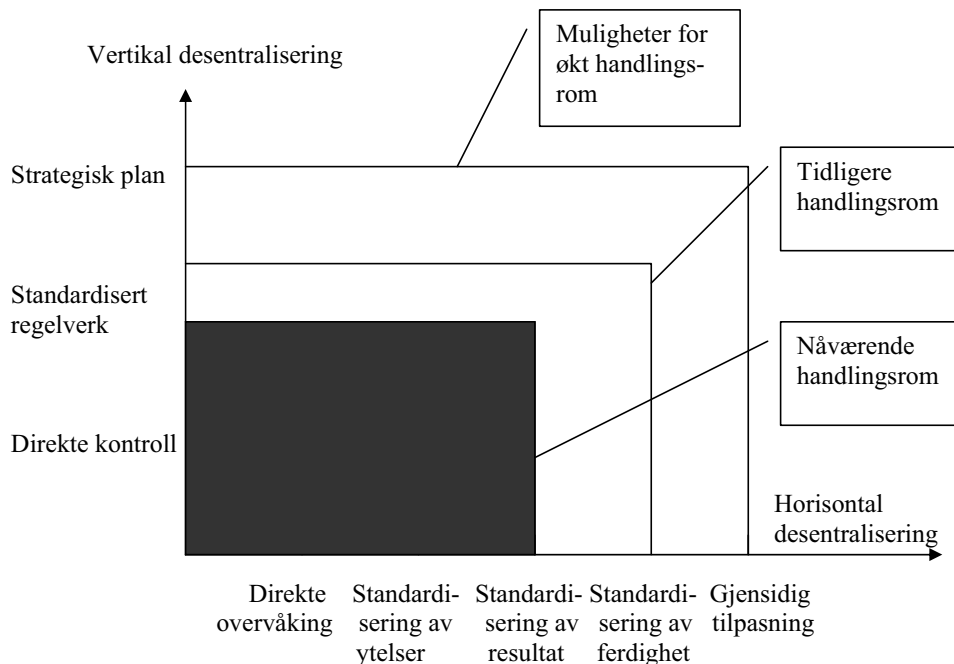 Vertikal desentralisering
Muligheter for
økt handlings-
rom
Strategisk plan
Tidligere
handlingsrom
Standardisert
regelverk
Nåværende
handlingsrom
Direkte kontroll
Horisontal
desentralisering
Direkte
overvåking
Standardi-
sering av
ytelser
Standardi-
sering av
resultat
Standardi-
sering av
ferdighet
Gjensidig
tilpasning